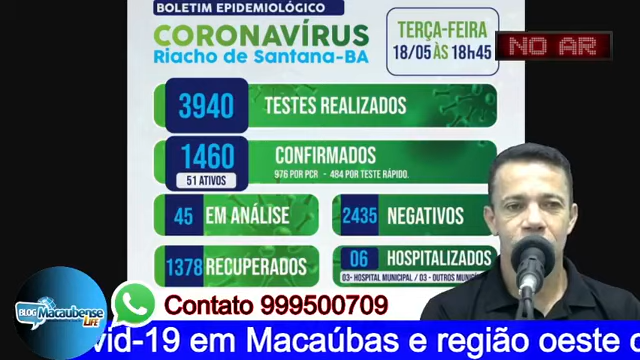 BOLETIM EPIDEMIOLÓGICO
CORONAVÍRUS
Riacho de Santana-BA
TERÇA-FEIRA
18/05 ÀS 18h45
NO AR
3940 TESTES REALIZADOS
1460 CONFIRMADOS
51 ATIVOS
976 POR PCR - 484 POR TESTE RÁPIDO.
45 EM ANÁLISE
2435 NEGATIVOS
1378 RECUPERADOS
06 HOSPITALIZADOS
03- HOSPITAL MUNICIPAL / 03 - OUTROS
BLOG Macaubense LIFE
Contato 999500709
vid-19 em Macaúbas e região oeste